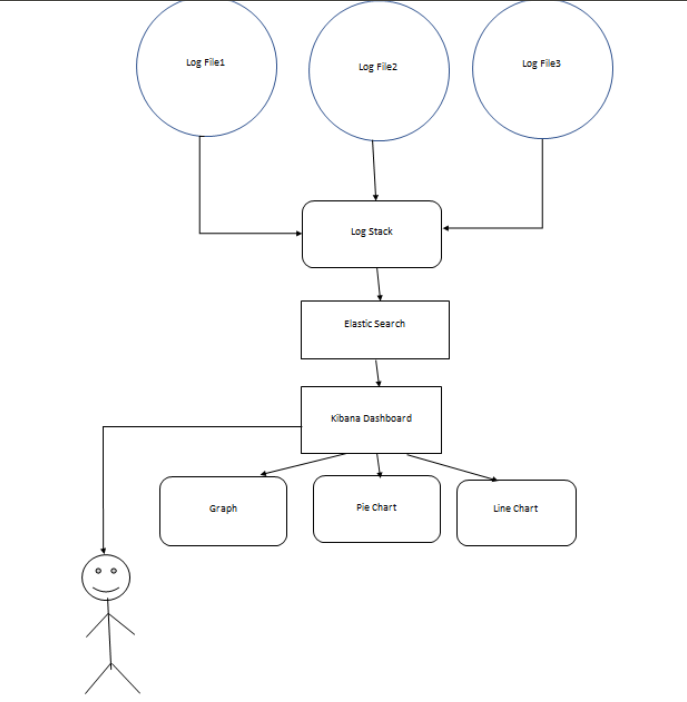 Log File1
Log File2
Log File3
Log Stack
Elastic Search
Kibana Dashboard
Graph
Pie Chart
Line Chart